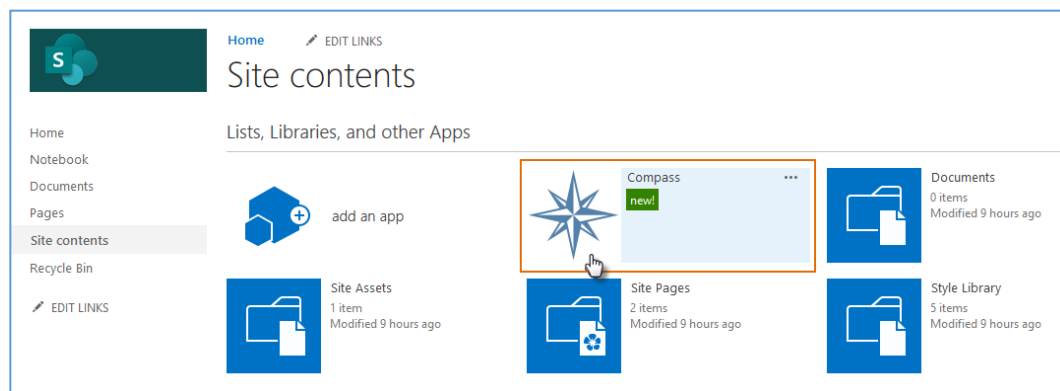 S
Home
EDIT LINKS
Site contents
Home
Notebook
Documents
Pages
Site contents
Recycle Bin
EDIT LINKS
Lists, Libraries, and other Apps
add an app
Compass
...
new!
Documents
0 items
Modified 9 hours ago
Site Assets
1 item
Modified 9 hours ago
Site Pages
2 items
Modified 9 hours ago
Style Library
5 items
Modified 9 hours ago